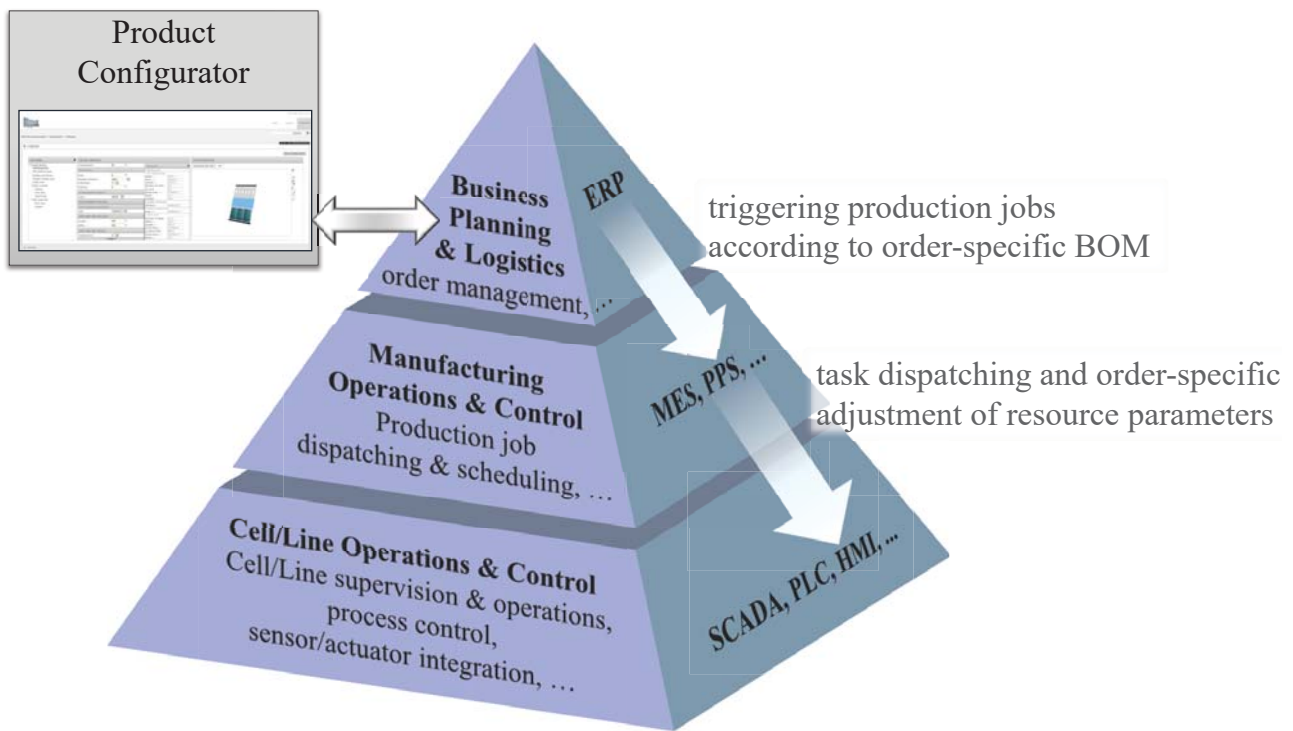 Product
Configurator
Business
Planning
& Logistics
order management, …
ERP
triggering production jobs
according to order-specific BOM
Manufacturing
Operations & Control
Production job
dispatching & scheduling, …
MES, PPS, …
task dispatching and order-specific
adjustment of resource parameters
Cell/Line Operations & Control
Cell/Line supervision & operations,
process control,
sensor/actuator integration, …
SCADA, PLC, HMI, ...